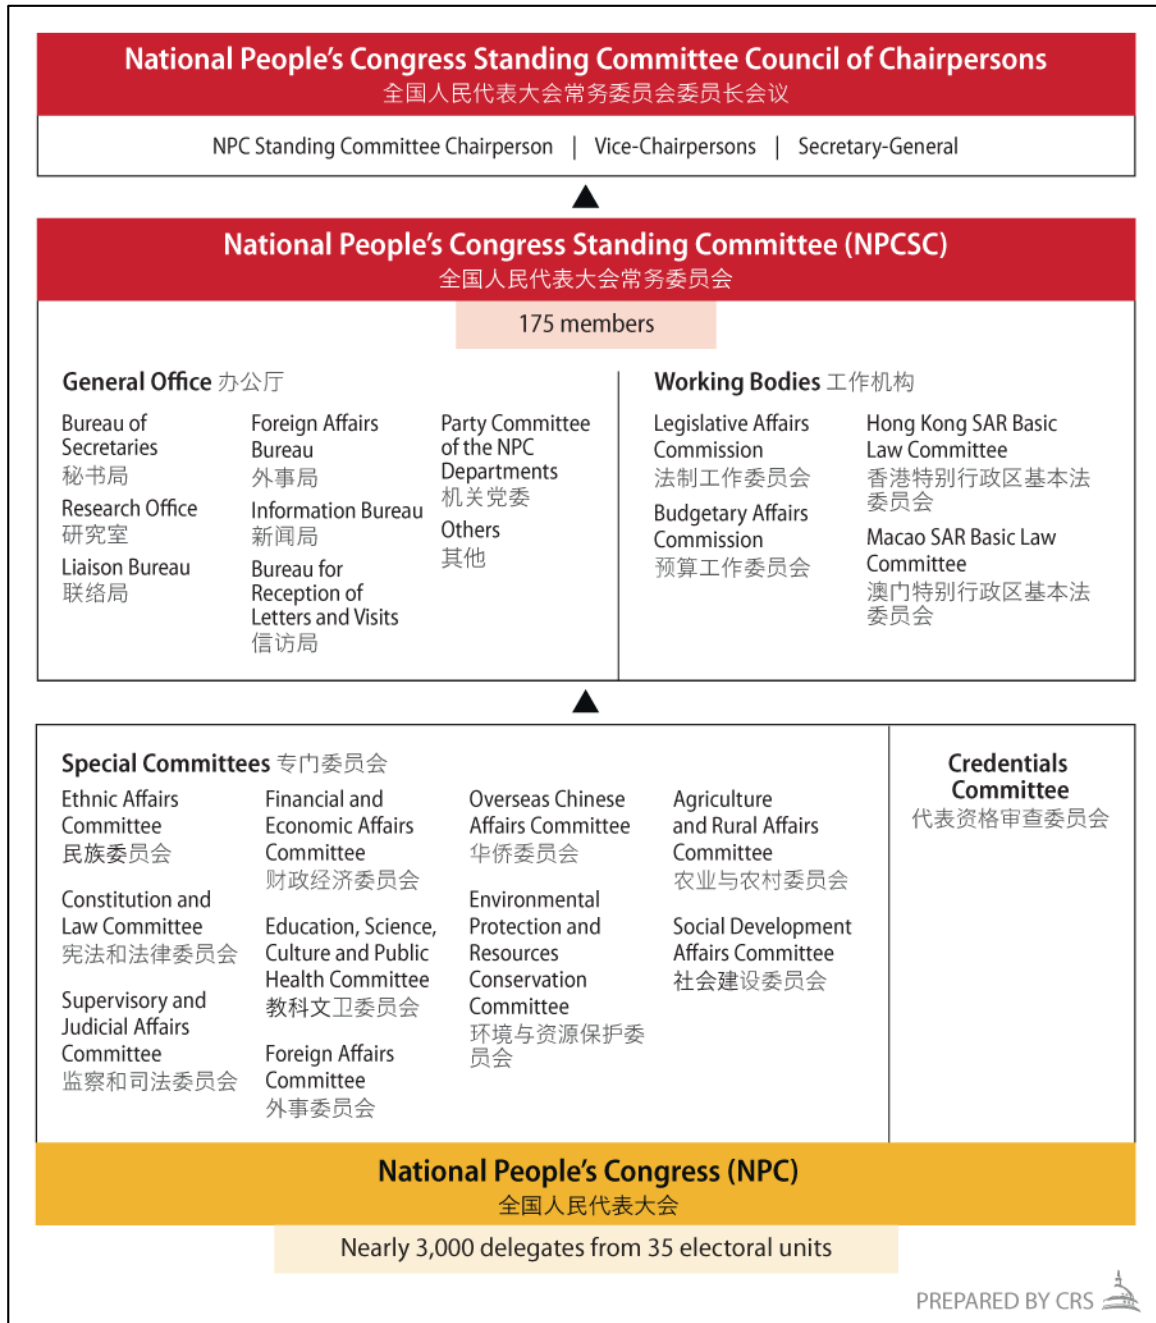 National People’s Congress Standing Committee Council of Chairpersons
全国人民代表大会常务委员会委员长会议
NPC Standing Committee Chairperson | Vice-Chairpersons | Secretary-General
National People’s Congress Standing Committee (NPCSC)
全国人民代表大会常务委员会
175 members
General Office 办公厅
Bureau of
Secretaries
秘书局
Research Office
研究室
Liaison Bureau
联络局
Foreign Affairs
Bureau
外事局
Information Bureau
新闻局
Bureau for
Reception of
Letters and Visits
信访局
Party Committee
of the NPC
Departments
机关党委
Others
其他
Working Bodies 工作机构
Legislative Affairs
Commission
法制工作委员会
Budgetary Affairs
Commission
预算工作委员会
Hong Kong SAR Basic
Law Committee
香港特别行政区基本法
委员会
Macao SAR Basic Law
Committee
澳门特别行政区基本法
委员会
Special Committees 专门委员会
Ethnic Affairs
Committee
民族委员会
Constitution and
Law Committee
宪法和法律委员会
Supervisory and
Judicial Affairs
Committee
监察和司法委员会
Financial and
Economic Affairs
Committee
财政经济委员会
Education, Science,
Culture and Public
Health Committee
教科文卫委员会
Foreign Affairs
Committee
外事委员会
Overseas Chinese
Affairs Committee
华侨委员会
Environmental
Protection and
Resources
Conservation
Committee
环境与资源保护委
员会
Agriculture
and Rural Affairs
Committee
农业与农村委员会
Social Development
Affairs Committee
社会建设委员会
Credentials
Committee
代表资格审查委员会
National People’s Congress (NPC)
全国人民代表大会
Nearly 3,000 delegates from 35 electoral units
PREPARED BY CRS